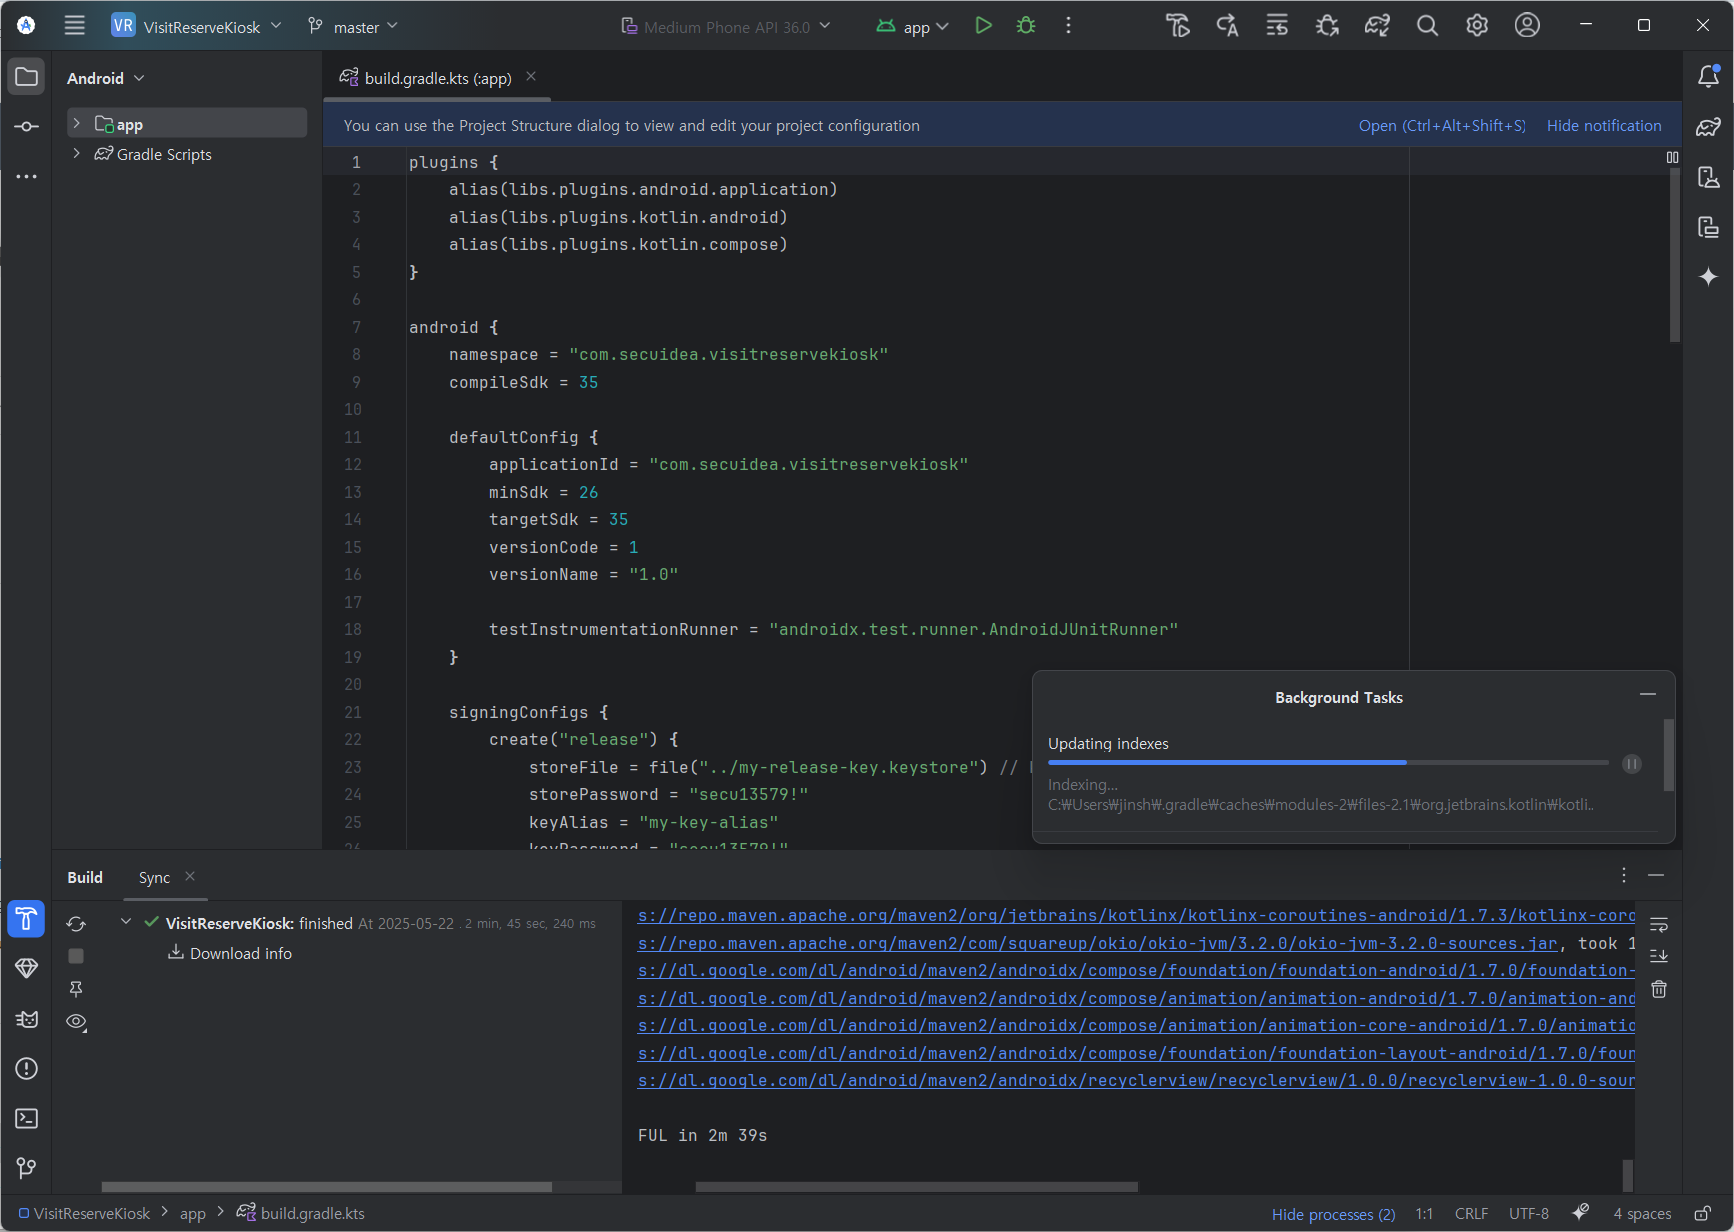 VR VisitReserveKiosk master Medium Phone API 36.0 app
Android
app
Gradle Scripts
build.gradle.kts (:app)
You can use the Project Structure dialog to view and edit your project configuration Open (Ctrl+Alt+Shift+S) Hide notification
1 plugins {
2 alias(libs.plugins.android.application)
3 alias(libs.plugins.kotlin.android)
4 alias(libs.plugins.kotlin.compose)
5 }
6
7 android {
8 namespace = "com.secuidea.visitreservekiosk"
9 compileSdk = 35
10
11 defaultConfig {
12 applicationId = "com.secuidea.visitreservekiosk"
13 minSdk = 26
14 targetSdk = 35
15 versionCode = 1
16 versionName = "1.0"
17
18 testInstrumentationRunner = "androidx.test.runner.AndroidJUnitRunner"
19 }
20
21 signingConfigs {
22 create("release") {
23 storeFile = file("../my-release-key.keystore") //
24 storePassword = "secu13579!"
25 keyAlias = "my-key-alias"
26 keyPassword = "secu13579!"
Background Tasks
Updating indexes
Indexing...
C:₩Users₩jinsh₩.gradle₩caches₩modules-2₩files-2.1₩org.jetbrains.kotlin₩kotli..
Build Sync
VisitReserveKiosk: finished At 2025-05-22 . 2 min, 45 sec, 240 ms
Download info
s://repo.maven.apache.org/maven2/org/jetbrains/kotlinx/kotlinx-coroutines-android/1.7.3/kotlinx-coro
s://repo.maven.apache.org/maven2/com/squareup/okio/okio-jvm/3.2.0/okio-jvm-3.2.0-sources.jar, took 1
s://dl.google.com/dl/android/maven2/androidx/compose/foundation/foundation-android/1.7.0/foundation-
s://dl.google.com/dl/android/maven2/androidx/compose/animation/animation-android/1.7.0/animation-and
s://dl.google.com/dl/android/maven2/androidx/compose/animation/animation-core-android/1.7.0/animatio
s://dl.google.com/dl/android/maven2/androidx/compose/foundation/foundation-layout-android/1.7.0/foun
s://dl.google.com/dl/android/maven2/androidx/recyclerview/recyclerview/1.0.0/recyclerview-1.0.0-sour
FUL in 2m 39s
VisitReserveKiosk > app > build.gradle.kts
Hide processes (2) 1:1 CRLF UTF-8 4 spaces